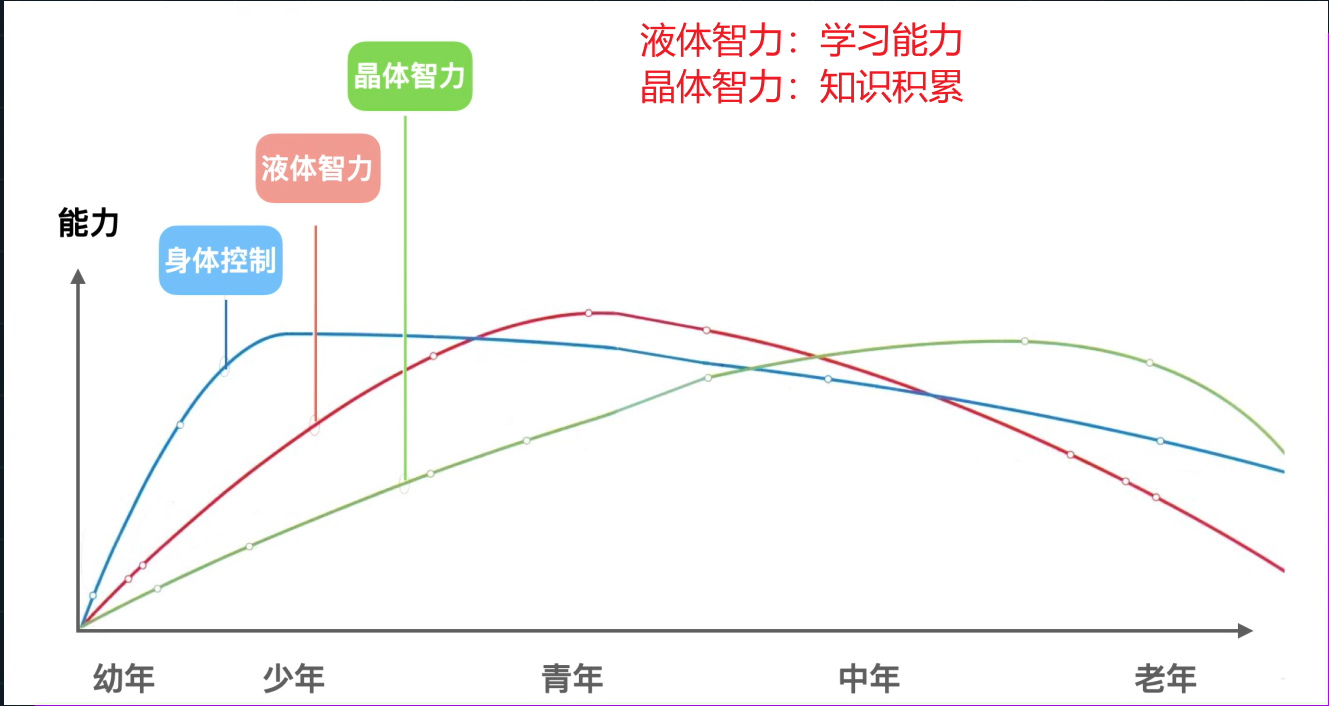 液体智力：学习能力
晶体智力：知识积累
晶体智力
液体智力
能力
身体控制
幼年
少年
青年
中年
老年